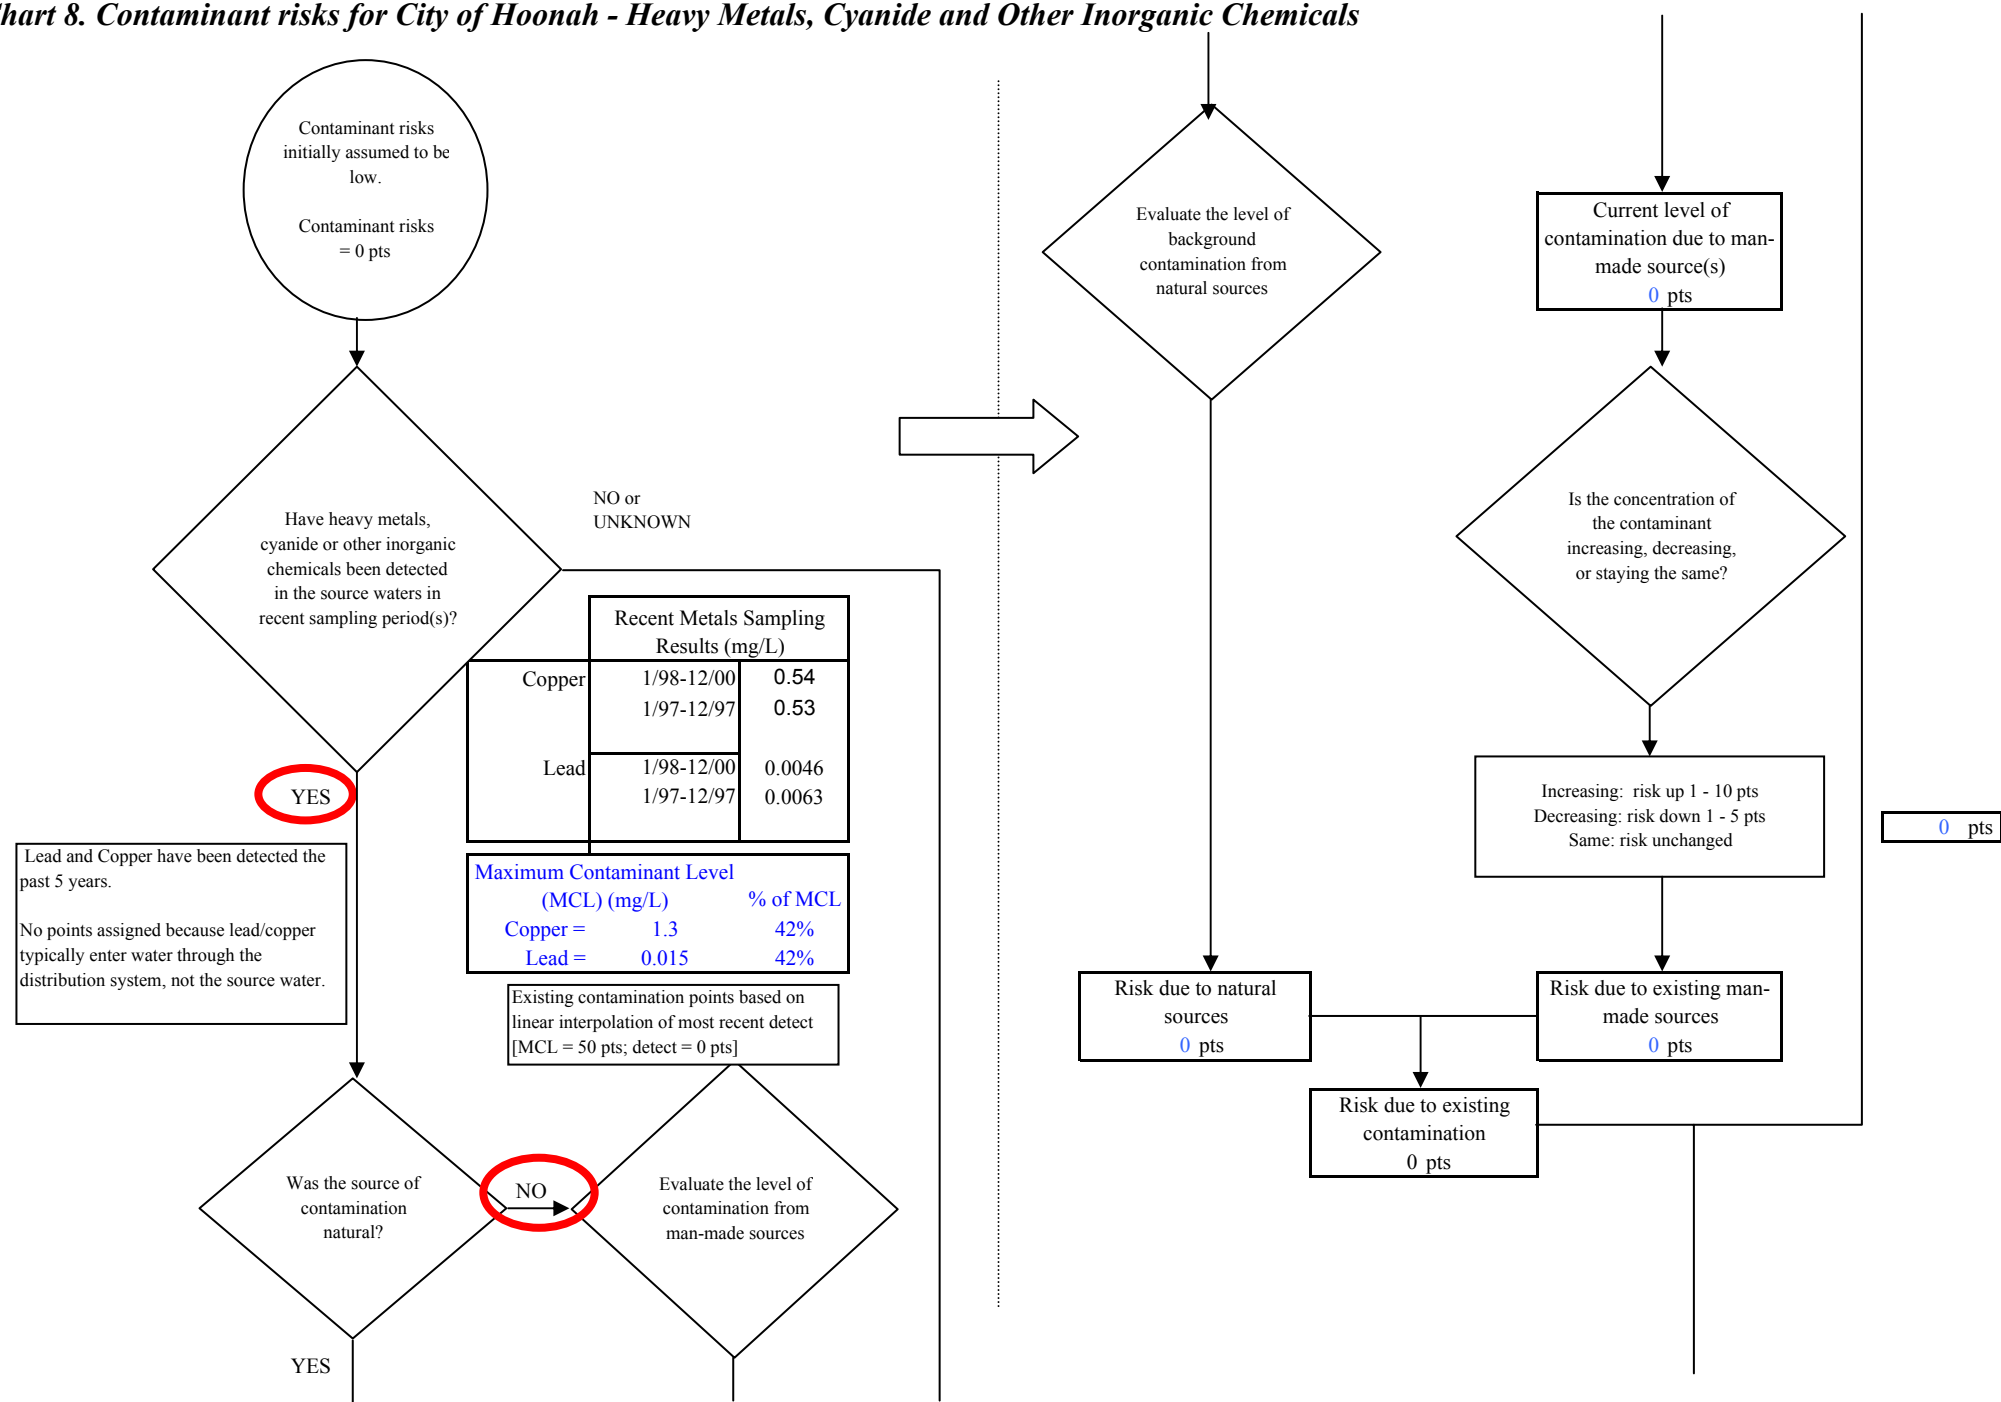 hart 8. Contaminant risks for City of Hoonah - Heavy Metals, Cyanide and Other Inorganic Chemicals
Contaminant risks
initially assumed to be
low.
Contaminant risks
= 0 pts
Have heavy metals,
cyanide or other inorganic
chemicals been detected
in the source waters in
recent sampling period(s)?
NO or
UNKNOWN
YES
Recent Metals Sampling
Results (mg/L)
Copper 1/98-12/00 0.54
1/97-12/97 0.53
Lead 1/98-12/00 0.0046
1/97-12/97 0.0063
Maximum Contaminant Level
(MCL) (mg/L) % of MCL
Copper = 1.3 42%
Lead = 0.015 42%
Lead and Copper have been detected the
past 5 years.
No points assigned because lead/copper
typically enter water through the
distribution system, not the source water.
Existing contamination points based on
linear interpolation of most recent detect
[MCL = 50 pts; detect = 0 pts]
Was the source of
contamination
natural?
NO
Evaluate the level of
contamination from
man-made sources
YES
Evaluate the level of
background
contamination from
natural sources
Current level of
contamination due to man-
made source(s)
0 pts
Is the concentration of
the contaminant
increasing, decreasing,
or staying the same?
Increasing: risk up 1 - 10 pts
Decreasing: risk down 1 - 5 pts
Same: risk unchanged
0 pts
Risk due to natural
sources
0 pts
Risk due to existing man-
made sources
0 pts
Risk due to existing
contamination
0 pts